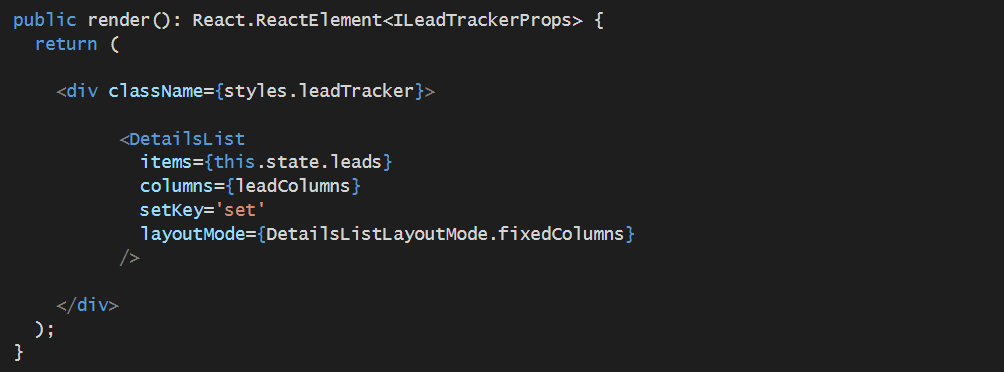 public render(): React.ReactElement<ILeadTrackerProps> {
  return (
    <div className={styles.leadTracker}>
          <DetailsList
            items={this.state.leads}
            columns={leadColumns}
            setKey='set'
            layoutMode={DetailsListLayoutMode.fixedColumns}
          />
    </div>
  );
}